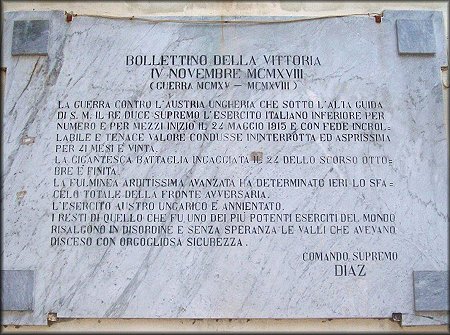 BOLLETTINO DELLA VITTORIA
IV NOVEMBRE MCMXVIII
(GUERRA MCMXV – MCMXVIII)
LA GUERRA CONTRO L'AUSTRIA UNGHERIA CHE SOTTO L'ALTA GUIDA
DI S. M. IL RE DUCE SUPREMO L'ESERCITO ITALIANO INFERIORE PER
NUMERO E PER MEZZI INIZIO IL 24 MAGGIO 1915 E CON FEDE INCROL=
LABILE E TENACE VALORE CONDUSSE ININTERROTTA ED ASPRISSIMA
PER 41 MESI E VINTA.
LA GIGANTESCA BATTAGLIA INGAGGIATA IL 24 DELLO SCORSO OTTO=
BRE E FINITA.
LA FULMINEA ARDITISSIMA AVANZATA HA DETERMINATO IERI LO SFA=
CELO TOTALE DELLA FRONTE AVVERSARIA.
L'ESERCITO AUSTRO UNGARICO E ANNIENTATO.
I RESTI DI QUELLO CHE FU UNO DEI PIU POTENTI ESERCITI DEL MONDO
RISALGONO IN DISORDINE E SENZA SPERANZA LE VALLI CHE AVEVANO
DISCESO CON ORGOGLIOSA SICUREZZA.
COMANDO SUPREMO
DIAZ